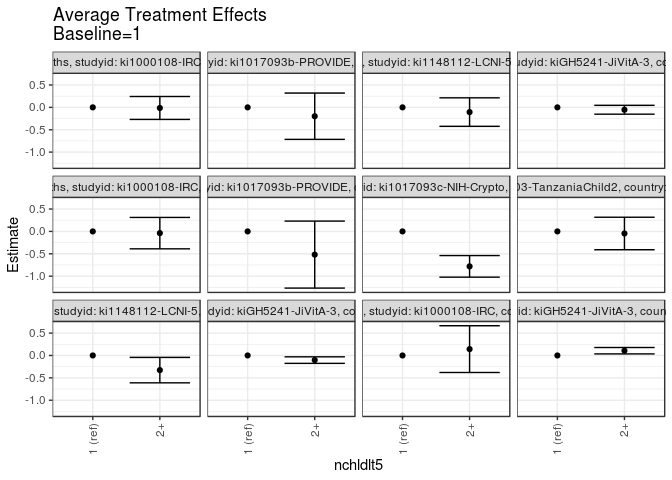 Average Treatment Effects
Baseline=1
ths, studyid: ki1000108-IRC
yid: ki1017093b-PROVIDE,
, studyid: ki1148112-LCNI-5
udyid: kiGH5241-JiVitA-3, co
0.5
0.0
-0.5
-1.0
ths, studyid: ki1000108-IRC,
yid: ki1017093b-PROVIDE,
id: ki1017093c-NIH-Crypto,
03-TanzaniaChild2, country:
0.5
0.0
-0.5
-1.0
studyid: ki1148112-LCNI-5,
dyid: kiGH5241-JiVitA-3, co
, studyid: ki1000108-IRC, co
id: kiGH5241-JiVitA-3, coun
0.5
0.0
-0.5
-1.0
Estimate
1 (ref)
2+
1 (ref)
2+
1 (ref)
2+
1 (ref)
2+
nchldlt5